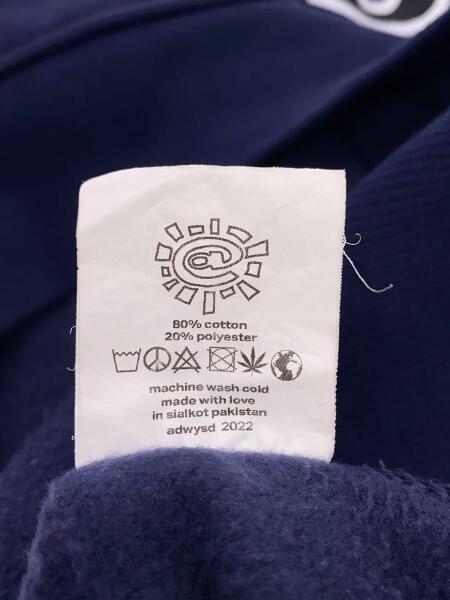 80% cotton
20% polyester
machine wash cold
made with love
in sialkot pakistan
adwysd 2022